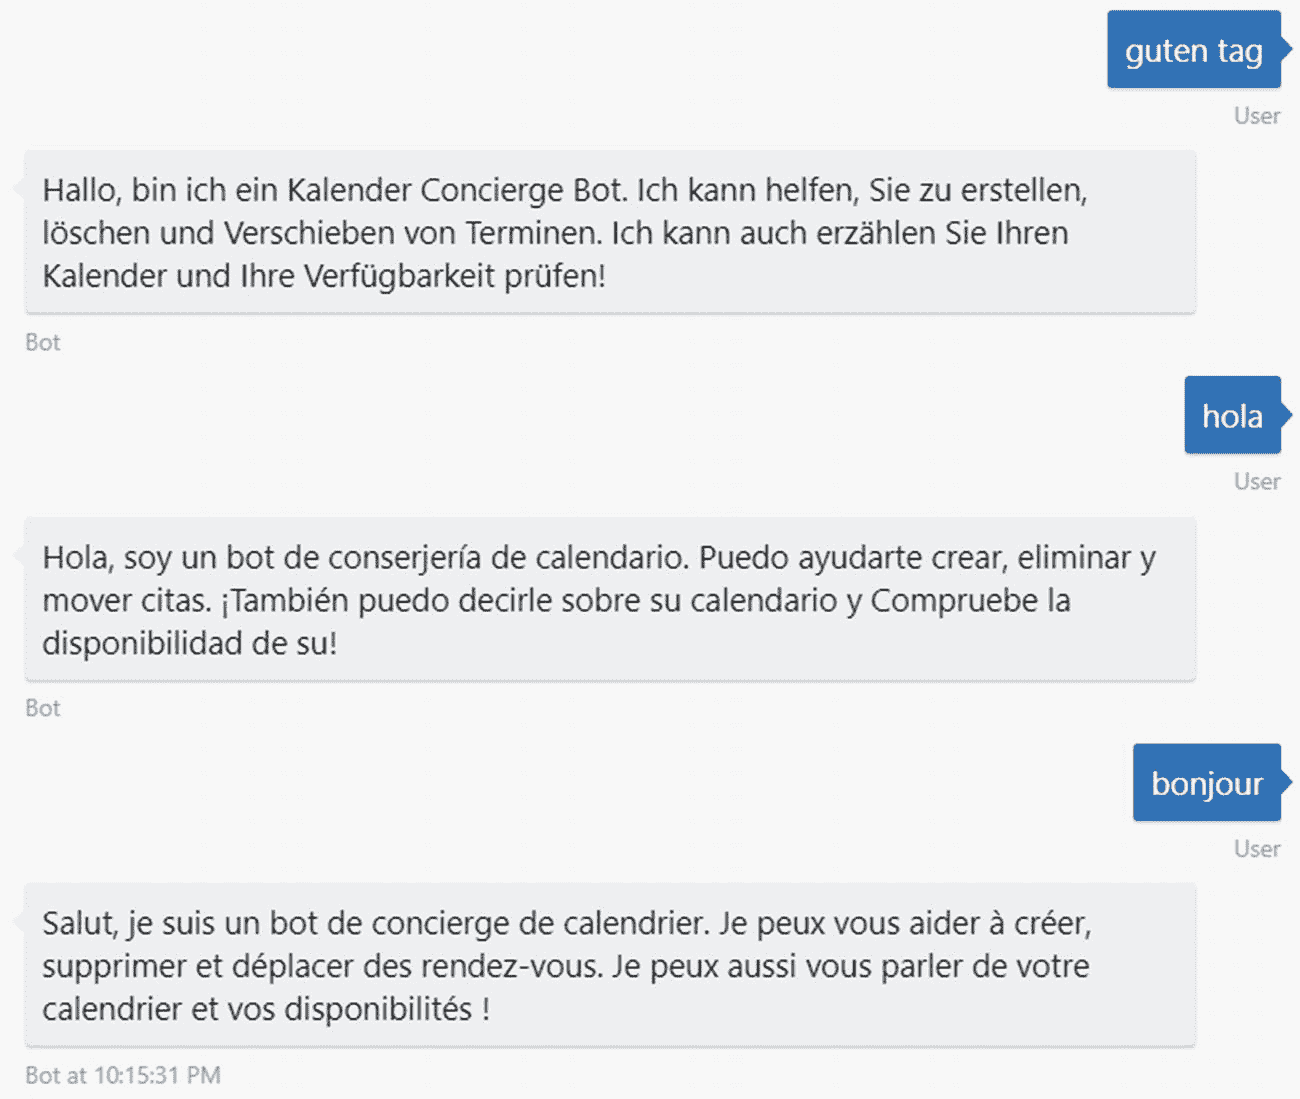 guten tag
User
Hallo, bin ich ein Kalender Concierge Bot. Ich kann helfen, Sie zu erstellen,
löschen und Verschieben von Terminen. Ich kann auch erzählen Sie Ihren
Kalender und Ihre Verfügbarkeit prüfen!
Bot
hola
User
Hola, soy un bot de conserjería de calendario. Puedo ayudarte crear, eliminar y
mover citas. ¡También puedo decirle sobre su calendario y Compruebe la
disponibilidad de su!
Bot
bonjour
User
Salut, je suis un bot de concierge de calendrier. Je peux vous aider à créer,
supprimer et déplacer des rendez-vous. Je peux aussi vous parler de votre
calendrier et vos disponibilités !
Bot at 10:15:31 PM